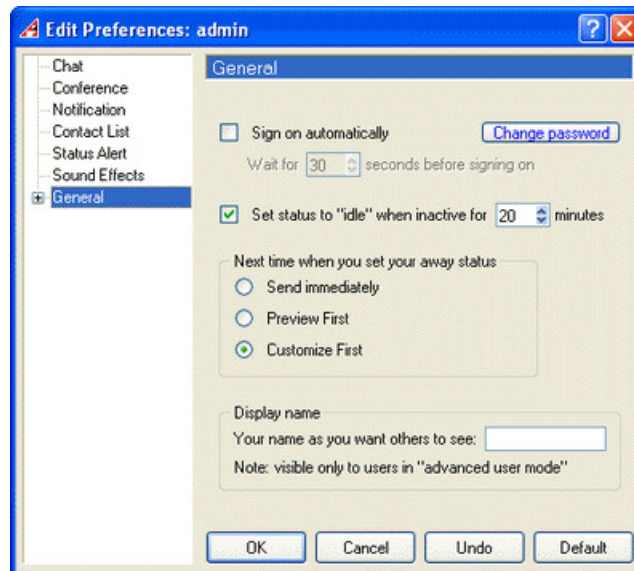 Edit Preferences: admin
Chat
Conference
Notification
Contact List
Status Alert
Sound Effects
General
General
Sign on automatically
Change password
Wait for 30 seconds before signing on
Set status to "idle" when inactive for 20 minutes
Next time when you set your away status
Send immediately
Preview First
Customize First
Display name
Your name as you want others to see:
Note: visible only to users in "advanced user mode"
OK Cancel Undo Default